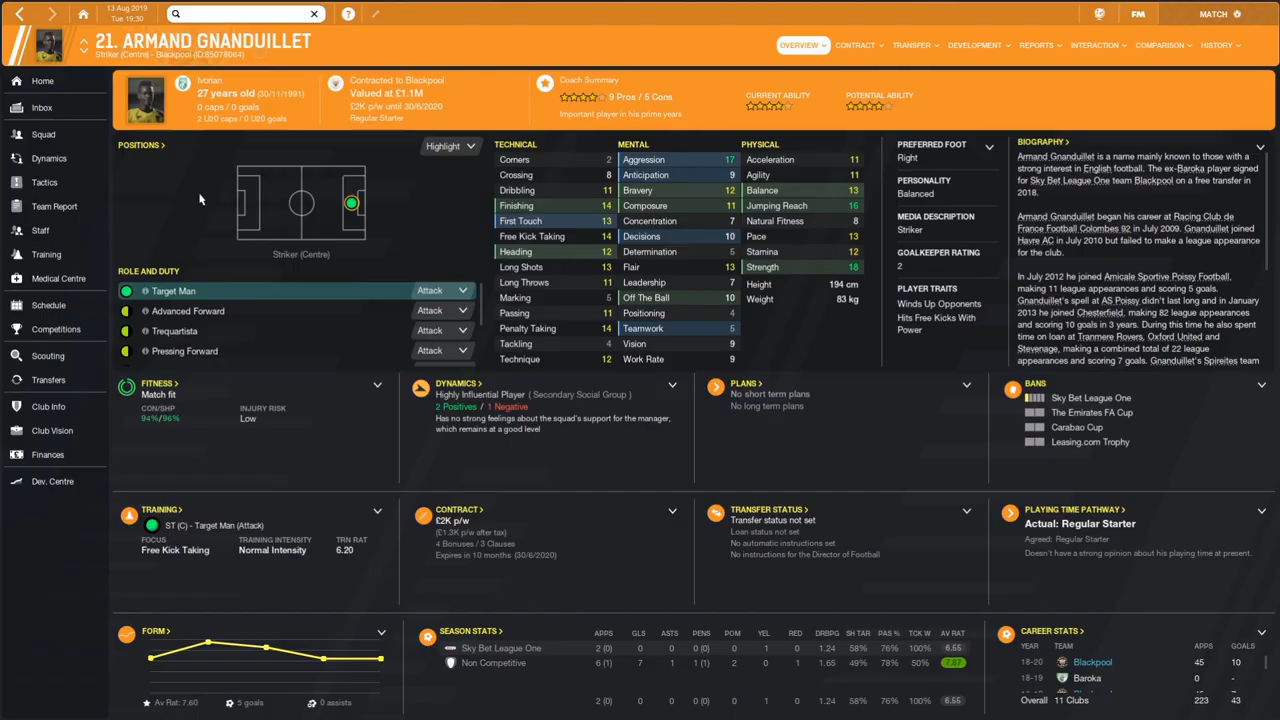 13 Aug 2019
Tue 19:30
FM
MATCH
21. ARMAND GNANDUILLET
Striker (Centre) - Blackpool (ID:85078064)
OVERVIEW
CONTRACT
TRANSFER
DEVELOPMENT
REPORTS
INTERACTION
COMPARISON
HISTORY
Home
Inbox
Squad
Dynamics
Tactics
Team Report
Staff
Training
Medical Centre
Schedule
Competitions
Scouting
Transfers
Club Info
Club Vision
Finances
Dev. Centre
Ivorian
27 years old (30/11/1991)
0 caps / 0 goals
2 U20 caps / 0 U20 goals
Contracted to Blackpool
Valued at £1.1M
£2K p/w until 30/6/2020
Regular Starter
Coach Summary
9 Pros / 5 Cons
Important player in his prime years
CURRENT ABILITY
POTENTIAL ABILITY
POSITIONS >
Highlight
Striker (Centre)
ROLE AND DUTY
Target Man Attack
Advanced Forward Attack
Trequartista Attack
Pressing Forward Attack
TECHNICAL
Corners 2
Crossing 8
Dribbling 11
Finishing 14
First Touch 13
Free Kick Taking 14
Heading 12
Long Shots 13
Long Throws 11
Marking 5
Passing 11
Penalty Taking 14
Tackling 4
Technique 12
MENTAL
Aggression 17
Anticipation 9
Bravery 12
Composure 11
Concentration 7
Decisions 10
Determination 5
Flair 13
Leadership 7
Off The Ball 10
Positioning 4
Teamwork 5
Vision 9
Work Rate 9
PHYSICAL
Acceleration 11
Agility 11
Balance 13
Jumping Reach 16
Natural Fitness 8
Pace 13
Stamina 12
Strength 18
Height 194 cm
Weight 83 kg
PREFERRED FOOT
Right
PERSONALITY
Balanced
MEDIA DESCRIPTION
Striker
GOALKEEPER RATING
2
PLAYER TRAITS
Winds Up Opponents
Hits Free Kicks With
Power
BIOGRAPHY >
Armand Gnanduillet is a name mainly known to those with a
strong interest in English football. The ex-Baroka player signed
for Sky Bet League One team Blackpool on a free transfer in
2018.
Armand Gnanduillet began his career at Racing Club de
France Football Colombes 92 in July 2009. Gnanduillet joined
Havre AC in July 2010 but failed to make a league appearance
for the club.
In July 2012 he joined Amicale Sportive Poissy Football,
making 11 league appearances and scoring 5 goals.
Gnanduillet's spell at AS Poissy didn't last long and in January
2013 he joined Chesterfield, making 82 league appearances
and scoring 10 goals in 3 years. During this time he also spent
time on loan at Tranmere Rovers, Oxford United and
Stevenage, making a combined total of 22 league
appearances and scoring 7 goals. Gnanduillet's Spireites team
FITNESS >
Match fit
CON/SHP
94%/96%
INJURY RISK
Low
DYNAMICS >
Highly Influential Player ( Secondary Social Group )
2 Positives / 1 Negative
Has no strong feelings about the squad's support for the manager,
which remains at a good level
PLANS >
No short term plans
No long term plans
BANS
Sky Bet League One
The Emirates FA Cup
Carabao Cup
Leasing.com Trophy
TRAINING >
ST (C) - Target Man (Attack)
FOCUS
Free Kick Taking
TRAINING INTENSITY
Normal Intensity
TRN RAT
6.20
CONTRACT >
£2K p/w
(£1.3K p/w after tax)
4 Bonuses / 3 Clauses
Expires in 10 months (30/6/2020)
TRANSFER STATUS >
Transfer status not set
Loan status not set
No automatic instructions set
No instructions for the Director of Football
PLAYING TIME PATHWAY >
Actual: Regular Starter
Agreed: Regular Starter
Doesn't have a strong opinion about his playing time at present.
FORM >
Av Rat: 7.60 5 goals 0 assists
SEASON STATS > APPS GLS ASTS PENS POM YEL RED DRBPG SH TAR PAS % TCK W AV RAT
Sky Bet League One 2 (0) 0 0 0 (0) 0 1 0 1.24 58% 76% 100% 6.55
Non Competitive 6 (1) 7 1 1 (1) 2 0 1 1.65 49% 78% 50% 7.87
2 (0) 0 0 0 (0) 0 1 0 1.24 58% 76% 100% 6.55
CAREER STATS >
YEAR TEAM APPS GOALS
18-20 Blackpool 45 10
18-19 Baroka 0 -
Overall 11 Clubs 223 43